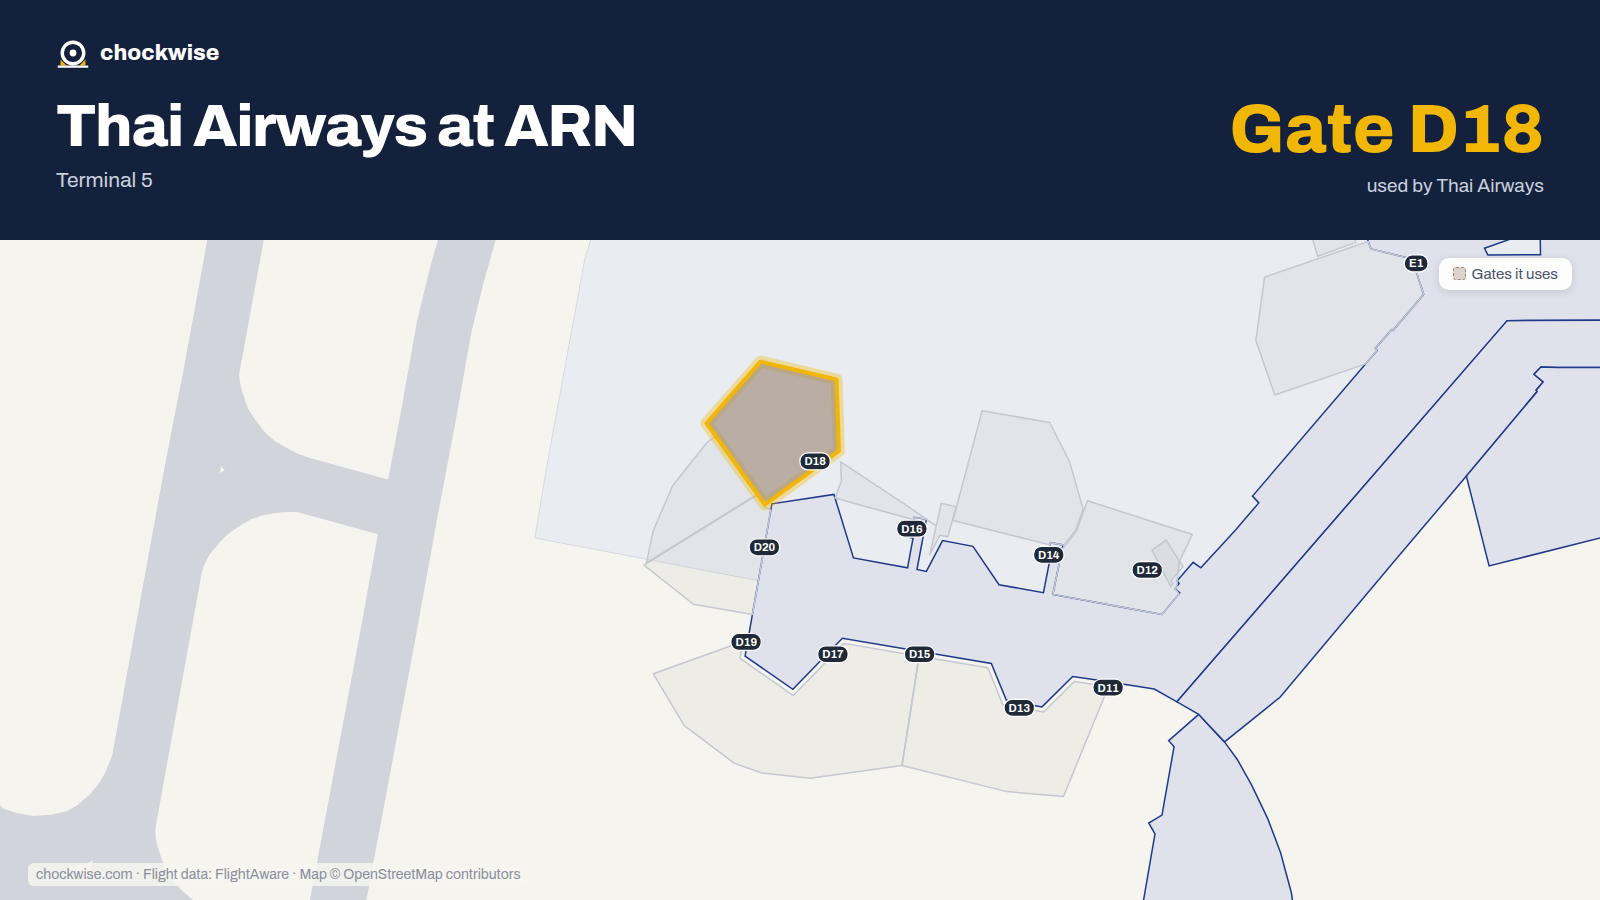 chockwise
Thai Airways at ARN
Terminal 5
Gate D18
used by Thai Airways
E1
Gates it uses
D18
D16
D20
D14
D12
D19
D17
D15
D11
D13
chockwise.com · Flight data: FlightAware · Map © OpenStreetMap contributors